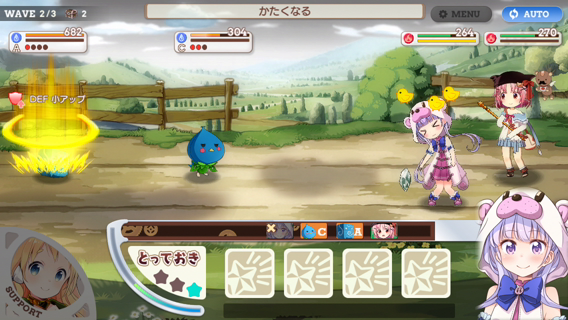 WAVE 2/3 2
かたくなる
MENU
AUTO
682
A
304
C
264
270
DEF 小アップ
C
A
とっておき
SUPPORT